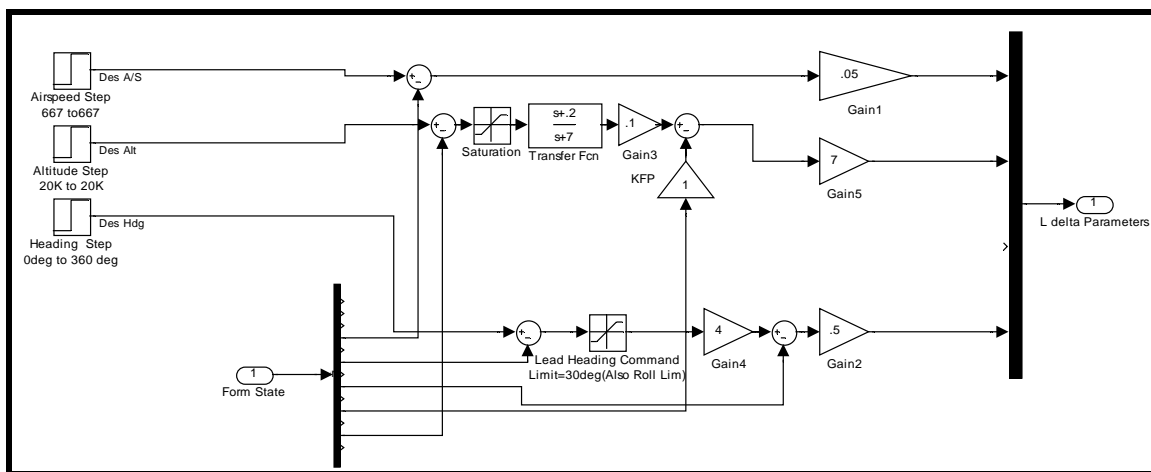 Des A/S
Airspeed Step
667 to667
.05
Gain1
s+.2
s+7
.1
Saturation
Transfer Fcn
Gain3
Des Alt
Altitude Step
20K to 20K
KFP
1
7
Gain5
Des Hdg
Heading Step
0deg to 360 deg
1
L delta Parameters
1
Form State
Lead Heading Command
Limit=30deg(Also Roll Lim)
4
Gain4
.5
Gain2